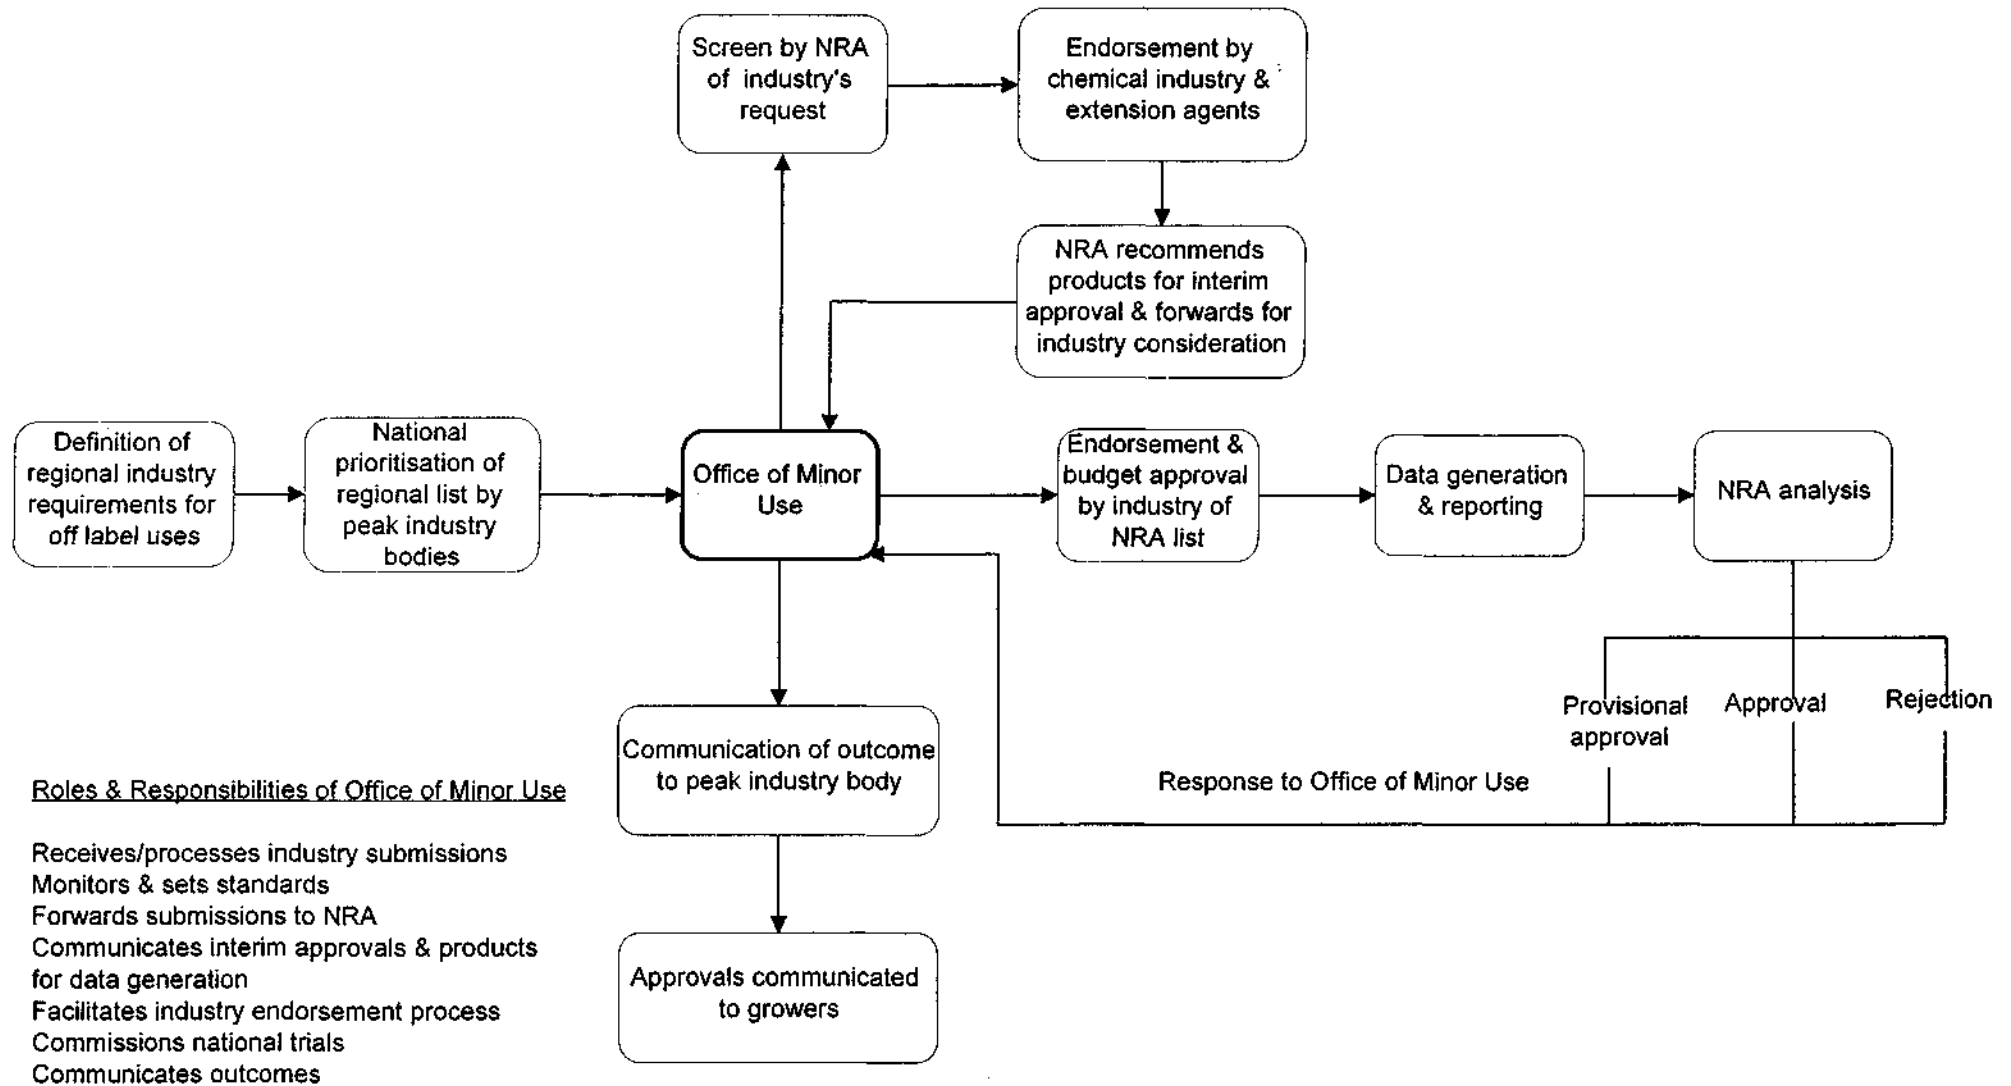 Screen by NRA
of industry's
request
Endorsement by
chemical industry &
extension agents
NRA recommends
products for interim
approval & forwards for
industry consideration
Definition of
regional industry
requirements for
off label uses
National
prioritisation of
regional list by
peak industry
bodies
Office of Minor
Use
Endorsement &
budget approval
by industry of
NRA list
Data generation
& reporting
NRA analysis
Provisional
approval
Approval
Rejection
Response to Office of Minor Use
Communication of outcome
to peak industry body
Approvals communicated
to growers
Roles & Responsibilities of Office of Minor Use
Receives/processes industry submissions
Monitors & sets standards
Forwards submissions to NRA
Communicates interim approvals & products
for data generation
Facilitates industry endorsement process
Commissions national trials
Communicates outcomes